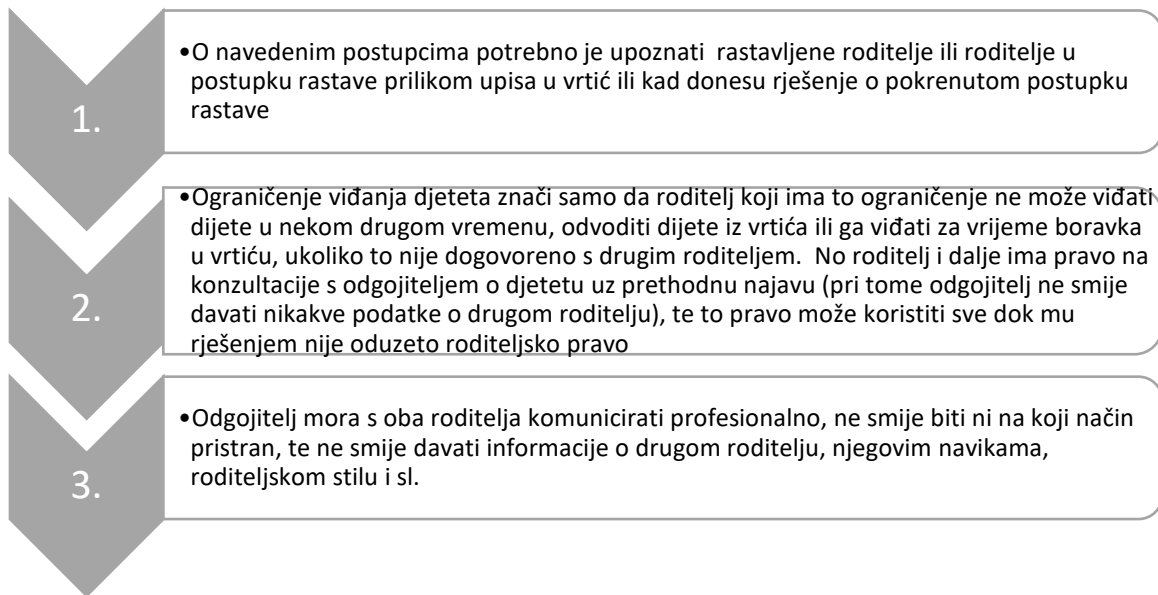 1.
•O navedenim postupcima potrebno je upoznati  rastavljene roditelje ili roditelje u
postupku rastave prilikom upisa u vrtić ili kad donesu rješenje o pokrenutom postupku
rastave
2.
•Ograničenje viđanja djeteta znači samo da roditelj koji ima to ograničenje ne može viđati
dijete u nekom drugom vremenu, odvoditi dijete iz vrtića ili ga viđati za vrijeme boravka
u vrtiću, ukoliko to nije dogovoreno s drugim roditeljem.  No roditelj i dalje ima pravo na
konzultacije s odgojiteljem o djetetu uz prethodnu najavu (pri tome odgojitelj ne smije
davati nikakve podatke o drugom roditelju), te to pravo može koristiti sve dok mu
rješenjem nije oduzeto roditeljsko pravo
3.
•Odgojitelj mora s oba roditelja komunicirati profesionalno, ne smije biti ni na koji način
pristran, te ne smije davati informacije o drugom roditelju, njegovim navikama,
roditeljskom stilu i sl.